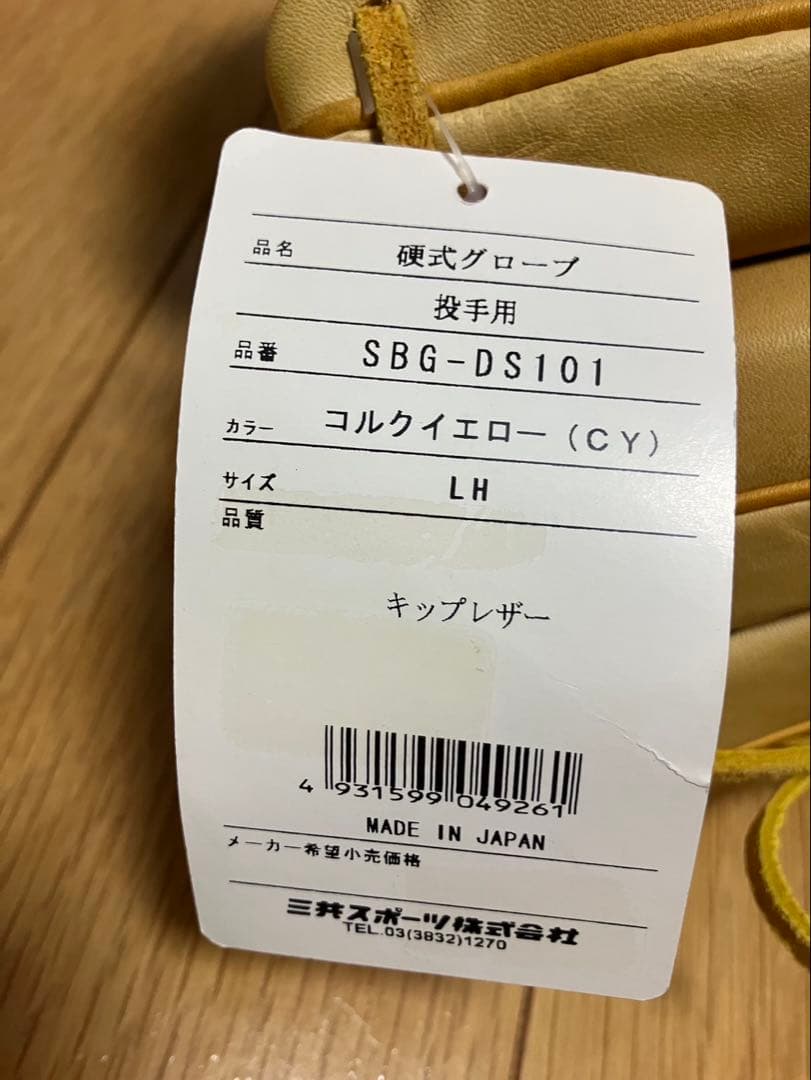 品名 硬式グローブ
投手用
品番 SBG-DS101
カラー コルクイエロー(CY)
サイズ LH
品質
キップレザー
4 931599 049261
MADE IN JAPAN
メーカー希望小売価格
三井スポーツ株式会社
TEL.03(3832)1270